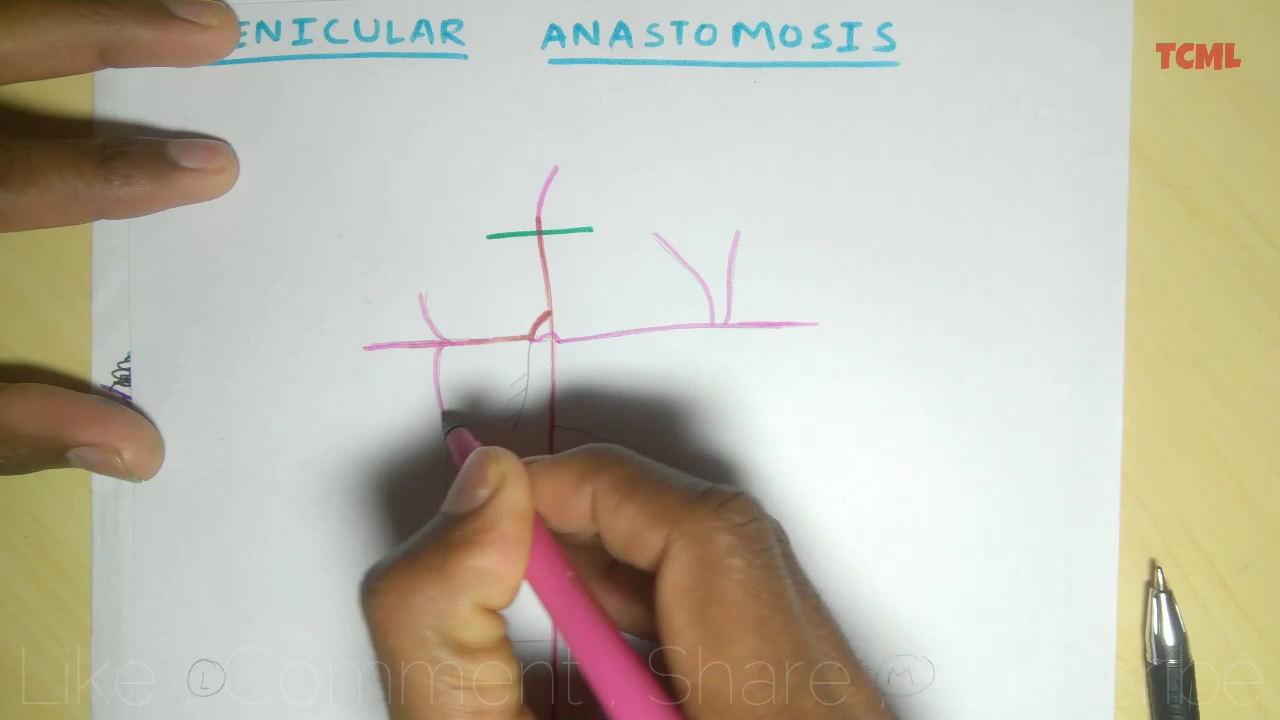 ENICULAR ANASTOMOSIS
TCML
L
M
Like, Comment, Share